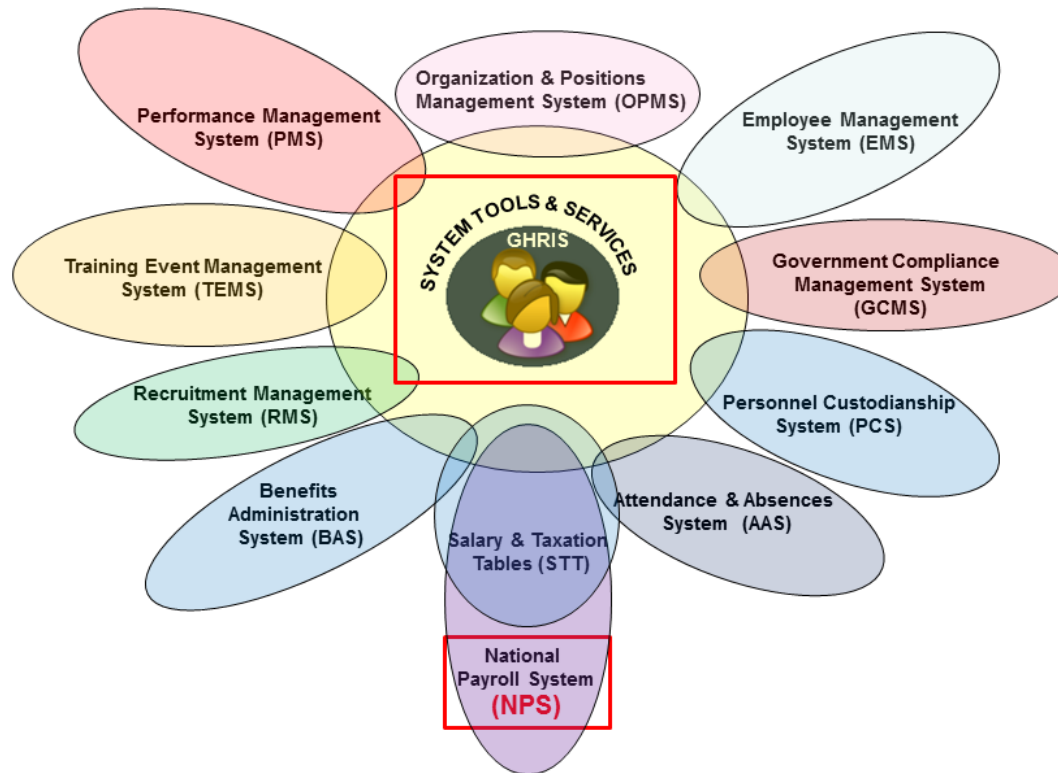 Organization & Positions
Management System (OPMS)
Performance Management
System (PMS)
Employee Management
System (EMS)
SYSTEM TOOLS & SERVICES
GHRIS
Training Event Management
System (TEMS)
Government Compliance
Management System
(GCMS)
Recruitment Management
System (RMS)
Personnel Custodianship
System (PCS)
Benefits
Administration
System (BAS)
Attendance & Absences
System (AAS)
Salary & Taxation
Tables (STT)
National
Payroll System
(NPS)